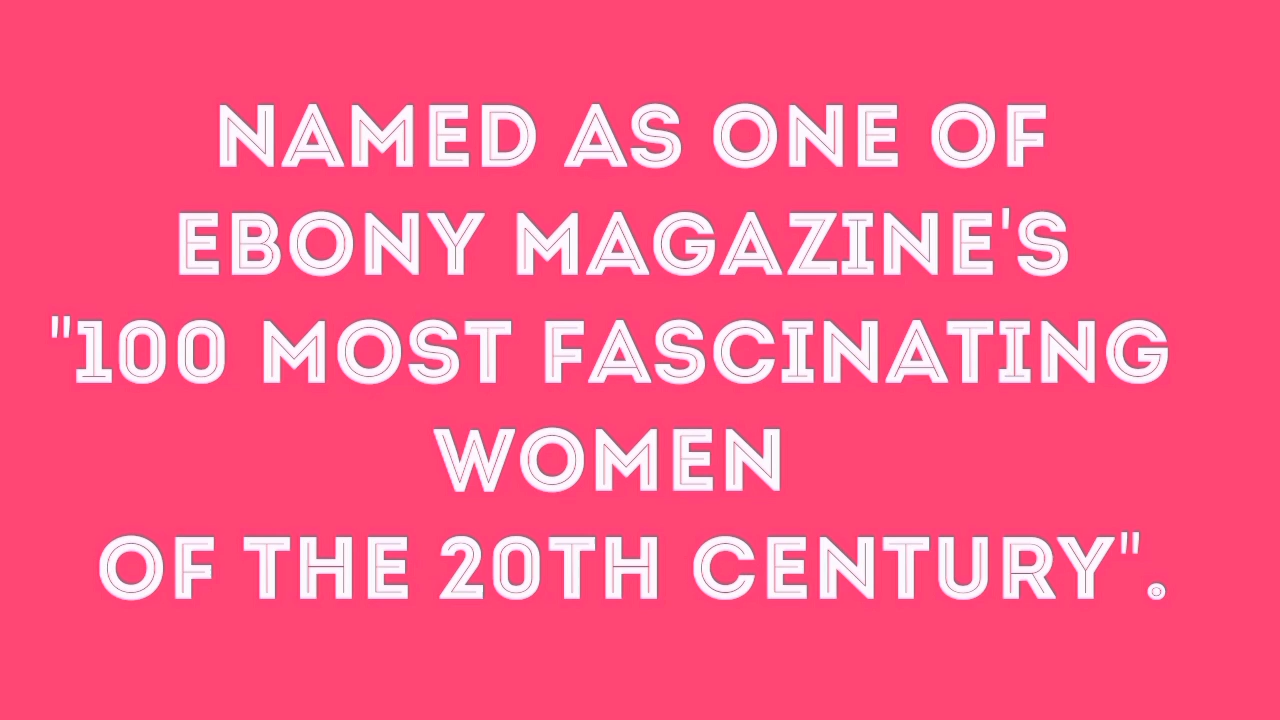 NAMED AS ONE OF
EBONY MAGAZINE'S
"100 MOST FASCINATING
WOMEN
OF THE 20TH CENTURY".